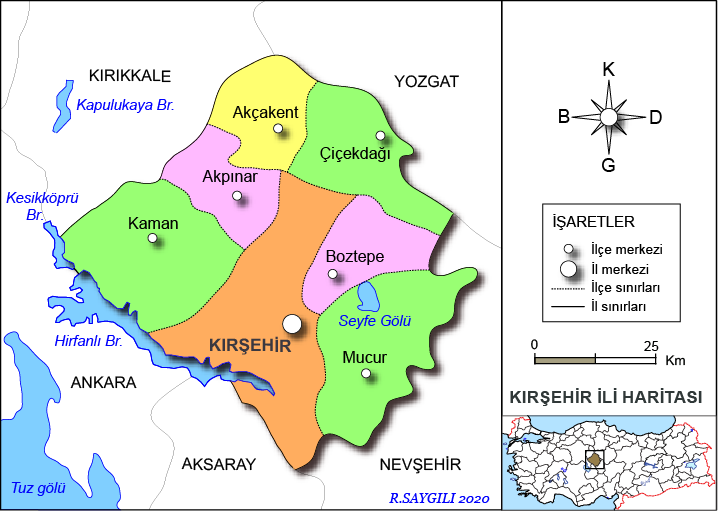 KIRIKKALE
Kapulukaya Br.
YOZGAT
Akçakent
Çiçekdağı
Akpınar
Kesikköprü
Br.
Kaman
Boztepe
Seyfe Gölü
Hirfanlı Br.
KIRŞEHİR
Mucur
ANKARA
AKSARAY
NEVŞEHİR
Tuz gölü
R.SAYGILI 2020
K
B
D
G
İŞARETLER
İlçe merkezi
İl merkezi
İlçe sınırları
İl sınırları
0
25
Km
KIRŞEHİR İLİ HARİTASI